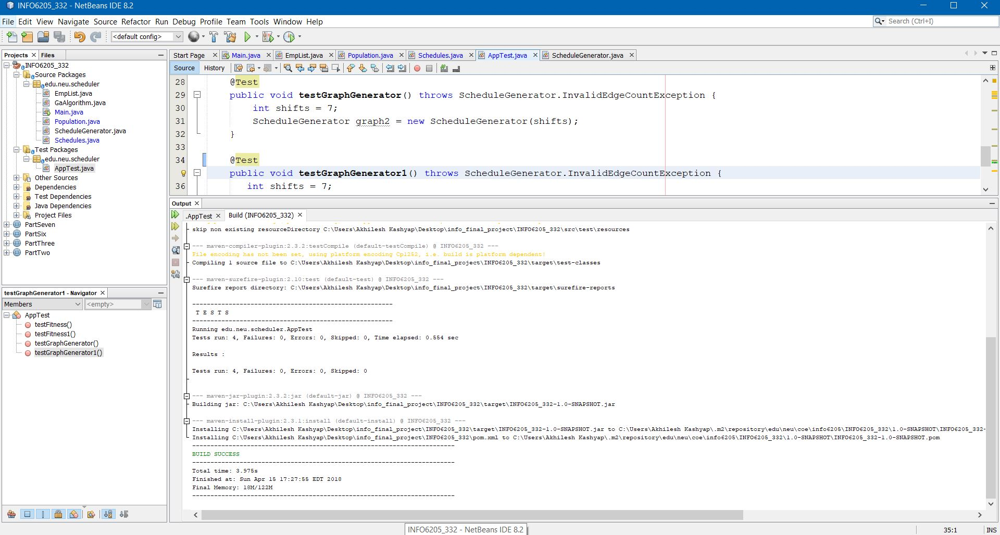 INFO6205_332 - NetBeans IDE 8.2
File Edit View Navigate Source Refactor Run Debug Profile Team Tools Window Help
Search (Ctrl+I)
<default config>
Projects Files
INFO6205_332
Source Packages
edu.neu.scheduler
EmpList.java
GaAlgorithm.java
Main.java
Population.java
ScheduleGenerator.java
Schedules.java
Test Packages
edu.neu.scheduler
AppTest.java
Other Sources
Dependencies
Test Dependencies
Java Dependencies
Project Files
PartSeven
PartSix
PartThree
PartTwo
testGraphGenerator1 - Navigator
Members <empty>
AppTest
testFitness()
testFitness1()
testGraphGenerator()
testGraphGenerator1()
Start Page Main.java EmpList.java Population.java Schedules.java AppTest.java ScheduleGenerator.java
Source History
28 @Test
29 public void testGraphGenerator() throws ScheduleGenerator.InvalidEdgeCountException {
30 int shifts = 7;
31 ScheduleGenerator graph2 = new ScheduleGenerator(shifts);
32 }
33
34 @Test
public void testGraphGenerator1() throws ScheduleGenerator.InvalidEdgeCountException {
36 int shifts = 7;
Output
.AppTest Build (INFO6205_332)
skip non existing resourceDirectory C:\Users\Akhilesh Kashyap\Desktop\info_final_project\INFO6205_332\src\test\resources
--- maven-compiler-plugin:2.3.2:testCompile (default-testCompile) @ INFO6205_332 ---
File encoding has not been set, using platform encoding Cp1252, i.e. build is platform dependent!
Compiling 1 source file to C:\Users\Akhilesh Kashyap\Desktop\info_final_project\INFO6205_332\target\test-classes
--- maven-surefire-plugin:2.10:test (default-test) @ INFO6205_332 ---
Surefire report directory: C:\Users\Akhilesh Kashyap\Desktop\info_final_project\INFO6205_332\target\surefire-reports
-------------------------------------------------------
T E S T S
-------------------------------------------------------
Running edu.neu.scheduler.AppTest
Tests run: 4, Failures: 0, Errors: 0, Skipped: 0, Time elapsed: 0.554 sec
Results :
Tests run: 4, Failures: 0, Errors: 0, Skipped: 0
--- maven-jar-plugin:2.3.2:jar (default-jar) @ INFO6205_332 ---
Building jar: C:\Users\Akhilesh Kashyap\Desktop\info_final_project\INFO6205_332\target\INFO6205_332-1.0-SNAPSHOT.jar
--- maven-install-plugin:2.3.1:install (default-install) @ INFO6205_332 ---
Installing C:\Users\Akhilesh Kashyap\Desktop\info_final_project\INFO6205_332\target\INFO6205_332-1.0-SNAPSHOT.jar to C:\Users\Akhilesh Kashyap\.m2\repository\edu\neu\coe\info6205\INFO6205_332\1.0-SNAPSHOT\INFO6205_332-
Installing C:\Users\Akhilesh Kashyap\Desktop\info_final_project\INFO6205_332\pom.xml to C:\Users\Akhilesh Kashyap\.m2\repository\edu\neu\coe\info6205\INFO6205_332\1.0-SNAPSHOT\INFO6205_332-1.0-SNAPSHOT.pom
------------------------------------------------------------------------
BUILD SUCCESS
------------------------------------------------------------------------
Total time: 3.975s
Finished at: Sun Apr 15 17:27:55 EDT 2018
Final Memory: 18M/122M
------------------------------------------------------------------------
INFO6205_332 - NetBeans IDE 8.2
35:1 INS